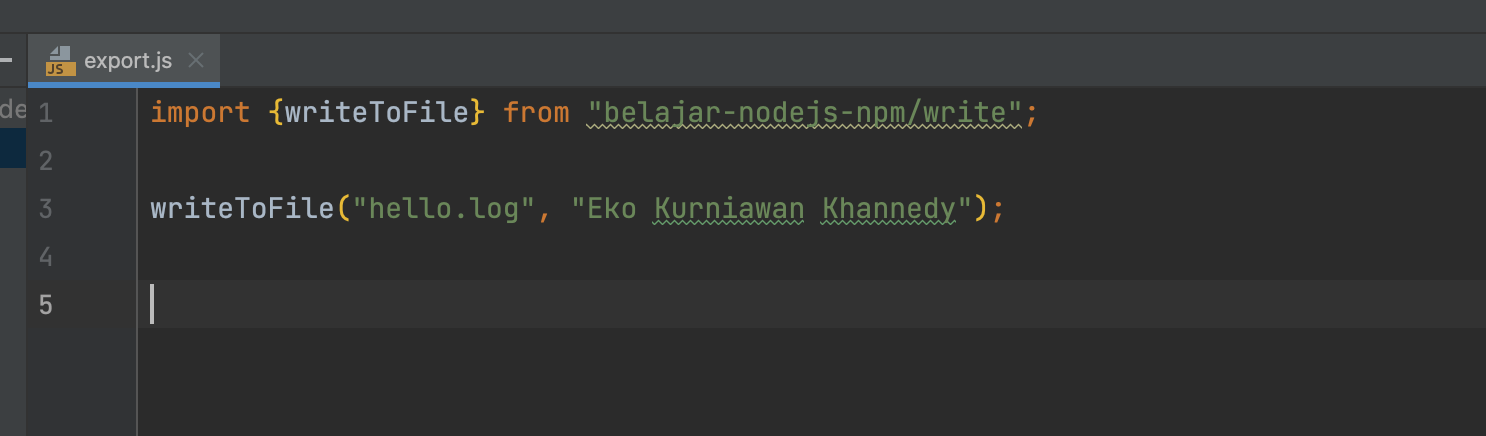 export.js
JS
de
1 import {writeToFile} from "belajar-nodejs-npm/write";
2
3 writeToFile("hello.log", "Eko Kurniawan Khannedy");
4
5